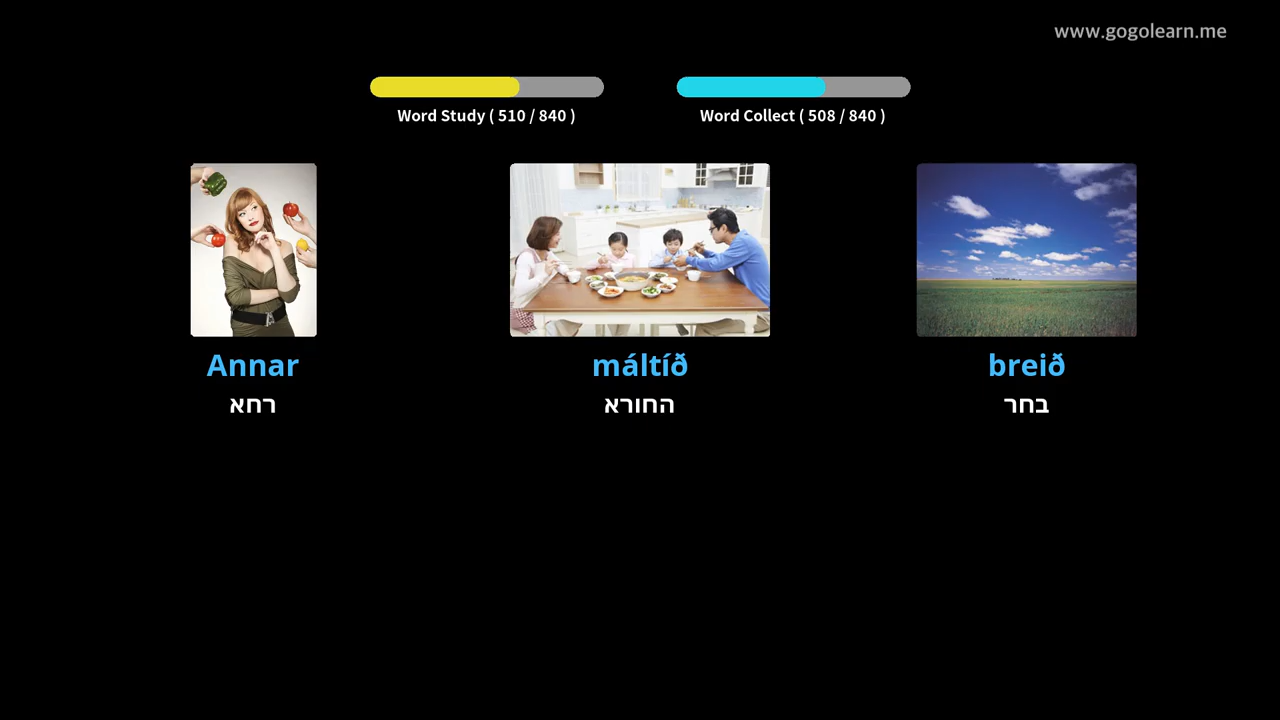 www.gogolearn.me
Word Study ( 510 / 840 )
Word Collect ( 508 / 840 )
Annar
máltíð
breið
רחא
החורא
בחר